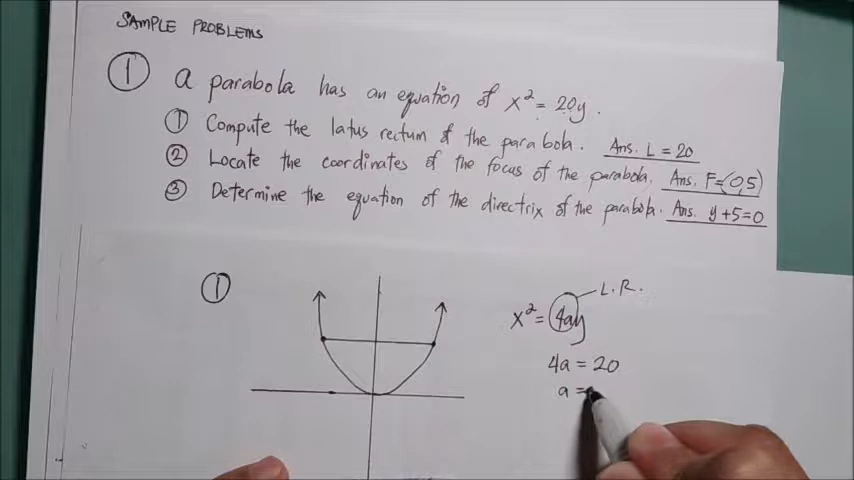 SAMPLE PROBLEMS
① a parabola has an equation of x² = 20y.
① Compute the latus rectum of the parabola. Ans. L = 20
② Locate the coordinates of the focus of the parabola. Ans. F=(0,5)
③ Determine the equation of the directrix of the parabola. Ans. y+5=0
①
L.R.
x² = 4ay
4a = 20
a =